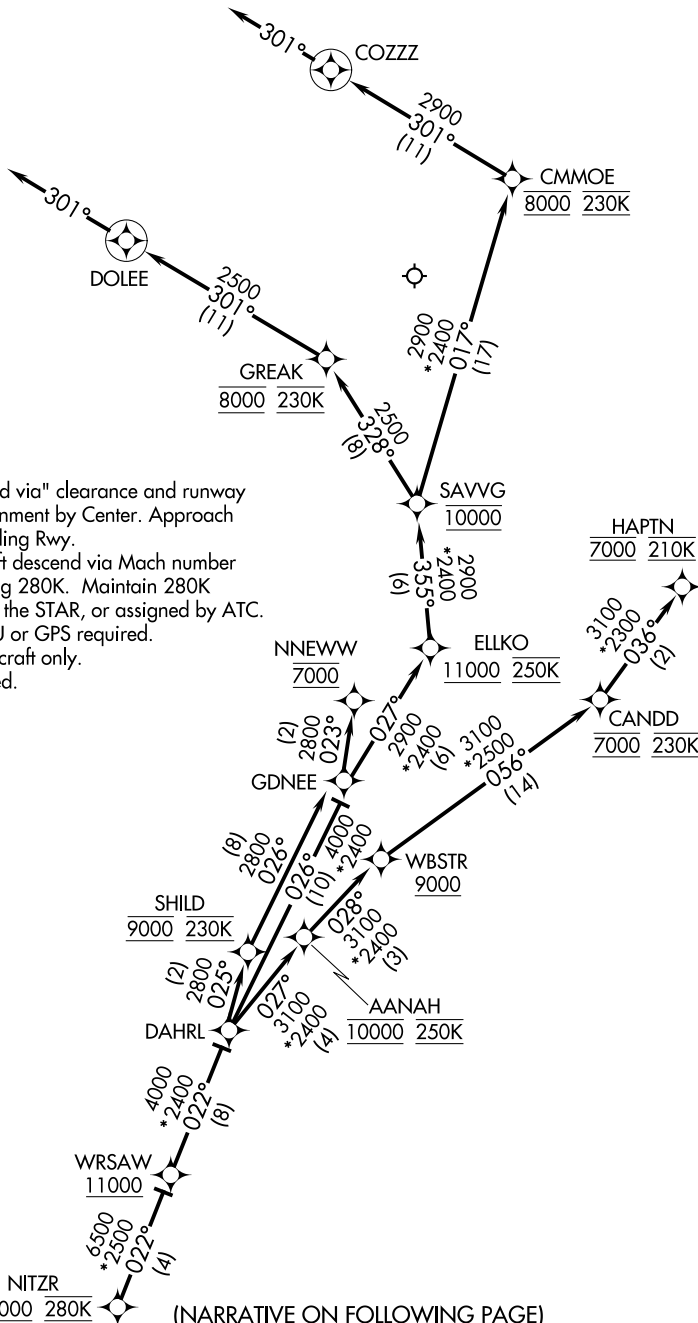 301°
COZZZ
2900
301°
(11)
CMMOE
8000 230K
301°
DOLEE
2500
301°
(11)
2900
*2400
017°
(17)
GREAK
8000 230K
2500
328°
(8)
SAVVG
10000
d via" clearance and runway
nment by Center. Approach
ling Rwy.
ft descend via Mach number
g 280K. Maintain 280K
the STAR, or assigned by ATC.
U or GPS required.
craft only.
ed.
HAPTN
7000 210K
2900
*2400
355°
(6)
3100
*2300
036°
(2)
NNEWW
7000
ELLKO
11000 250K
(2)
2800
023°
027°
2900
*2400
(6)
CANDD
7000 230K
3100
*2500
056°
(14)
GDNEE
(8)
2800
026°
4000
*2400
026°
(10)
WBSTR
9000
SHILD
9000 230K
028°
3100
*2400
(3)
(2)
2800
025°
027°
3100
*2400
(4)
AANAH
10000 250K
DAHRL
4000
*2400
022°
(8)
WRSAW
11000
6500
*2500
022°
(4)
NITZR
000 280K
(NARRATIVE ON FOLLOWING PAGE)